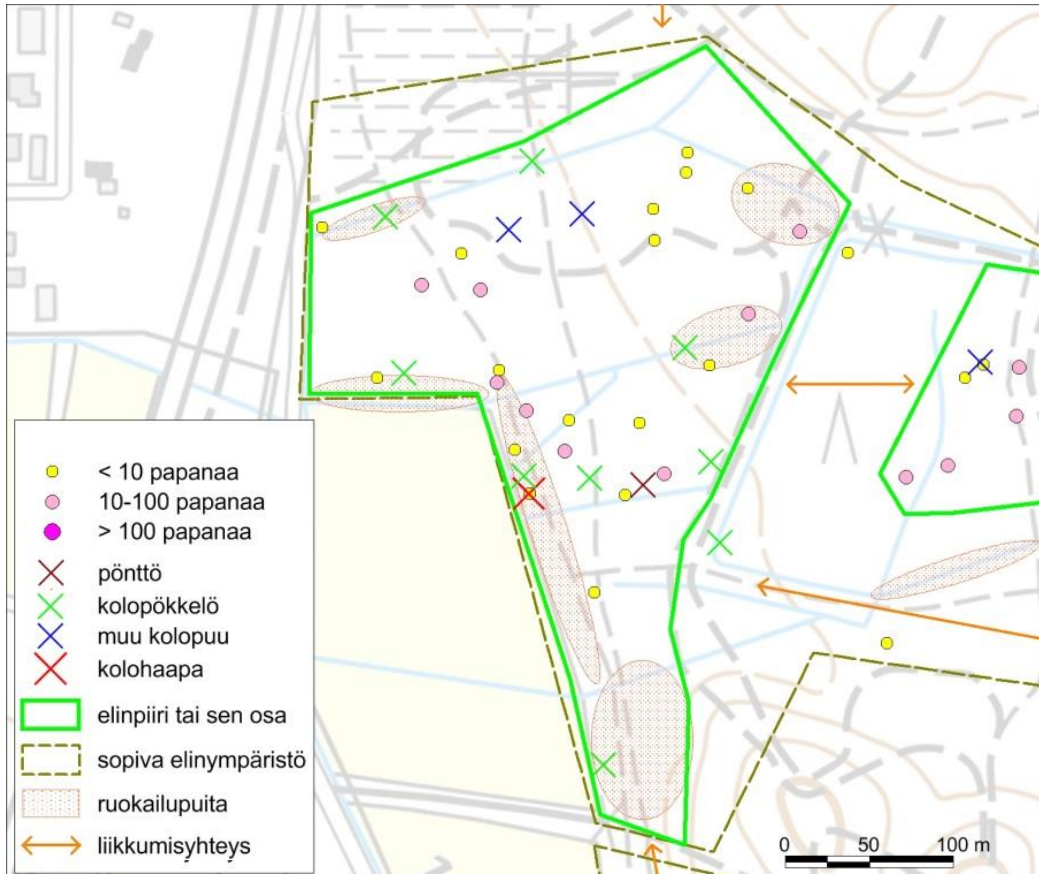 < 10 papanaa
10-100 papanaa
> 100 papanaa
pönttö
kolopökkelö
muu kolopuu
kolohaapa
elinpiiri tai sen osa
sopiva elinympäristö
ruokailupuita
liikkumisyhteys
0 50 100 m